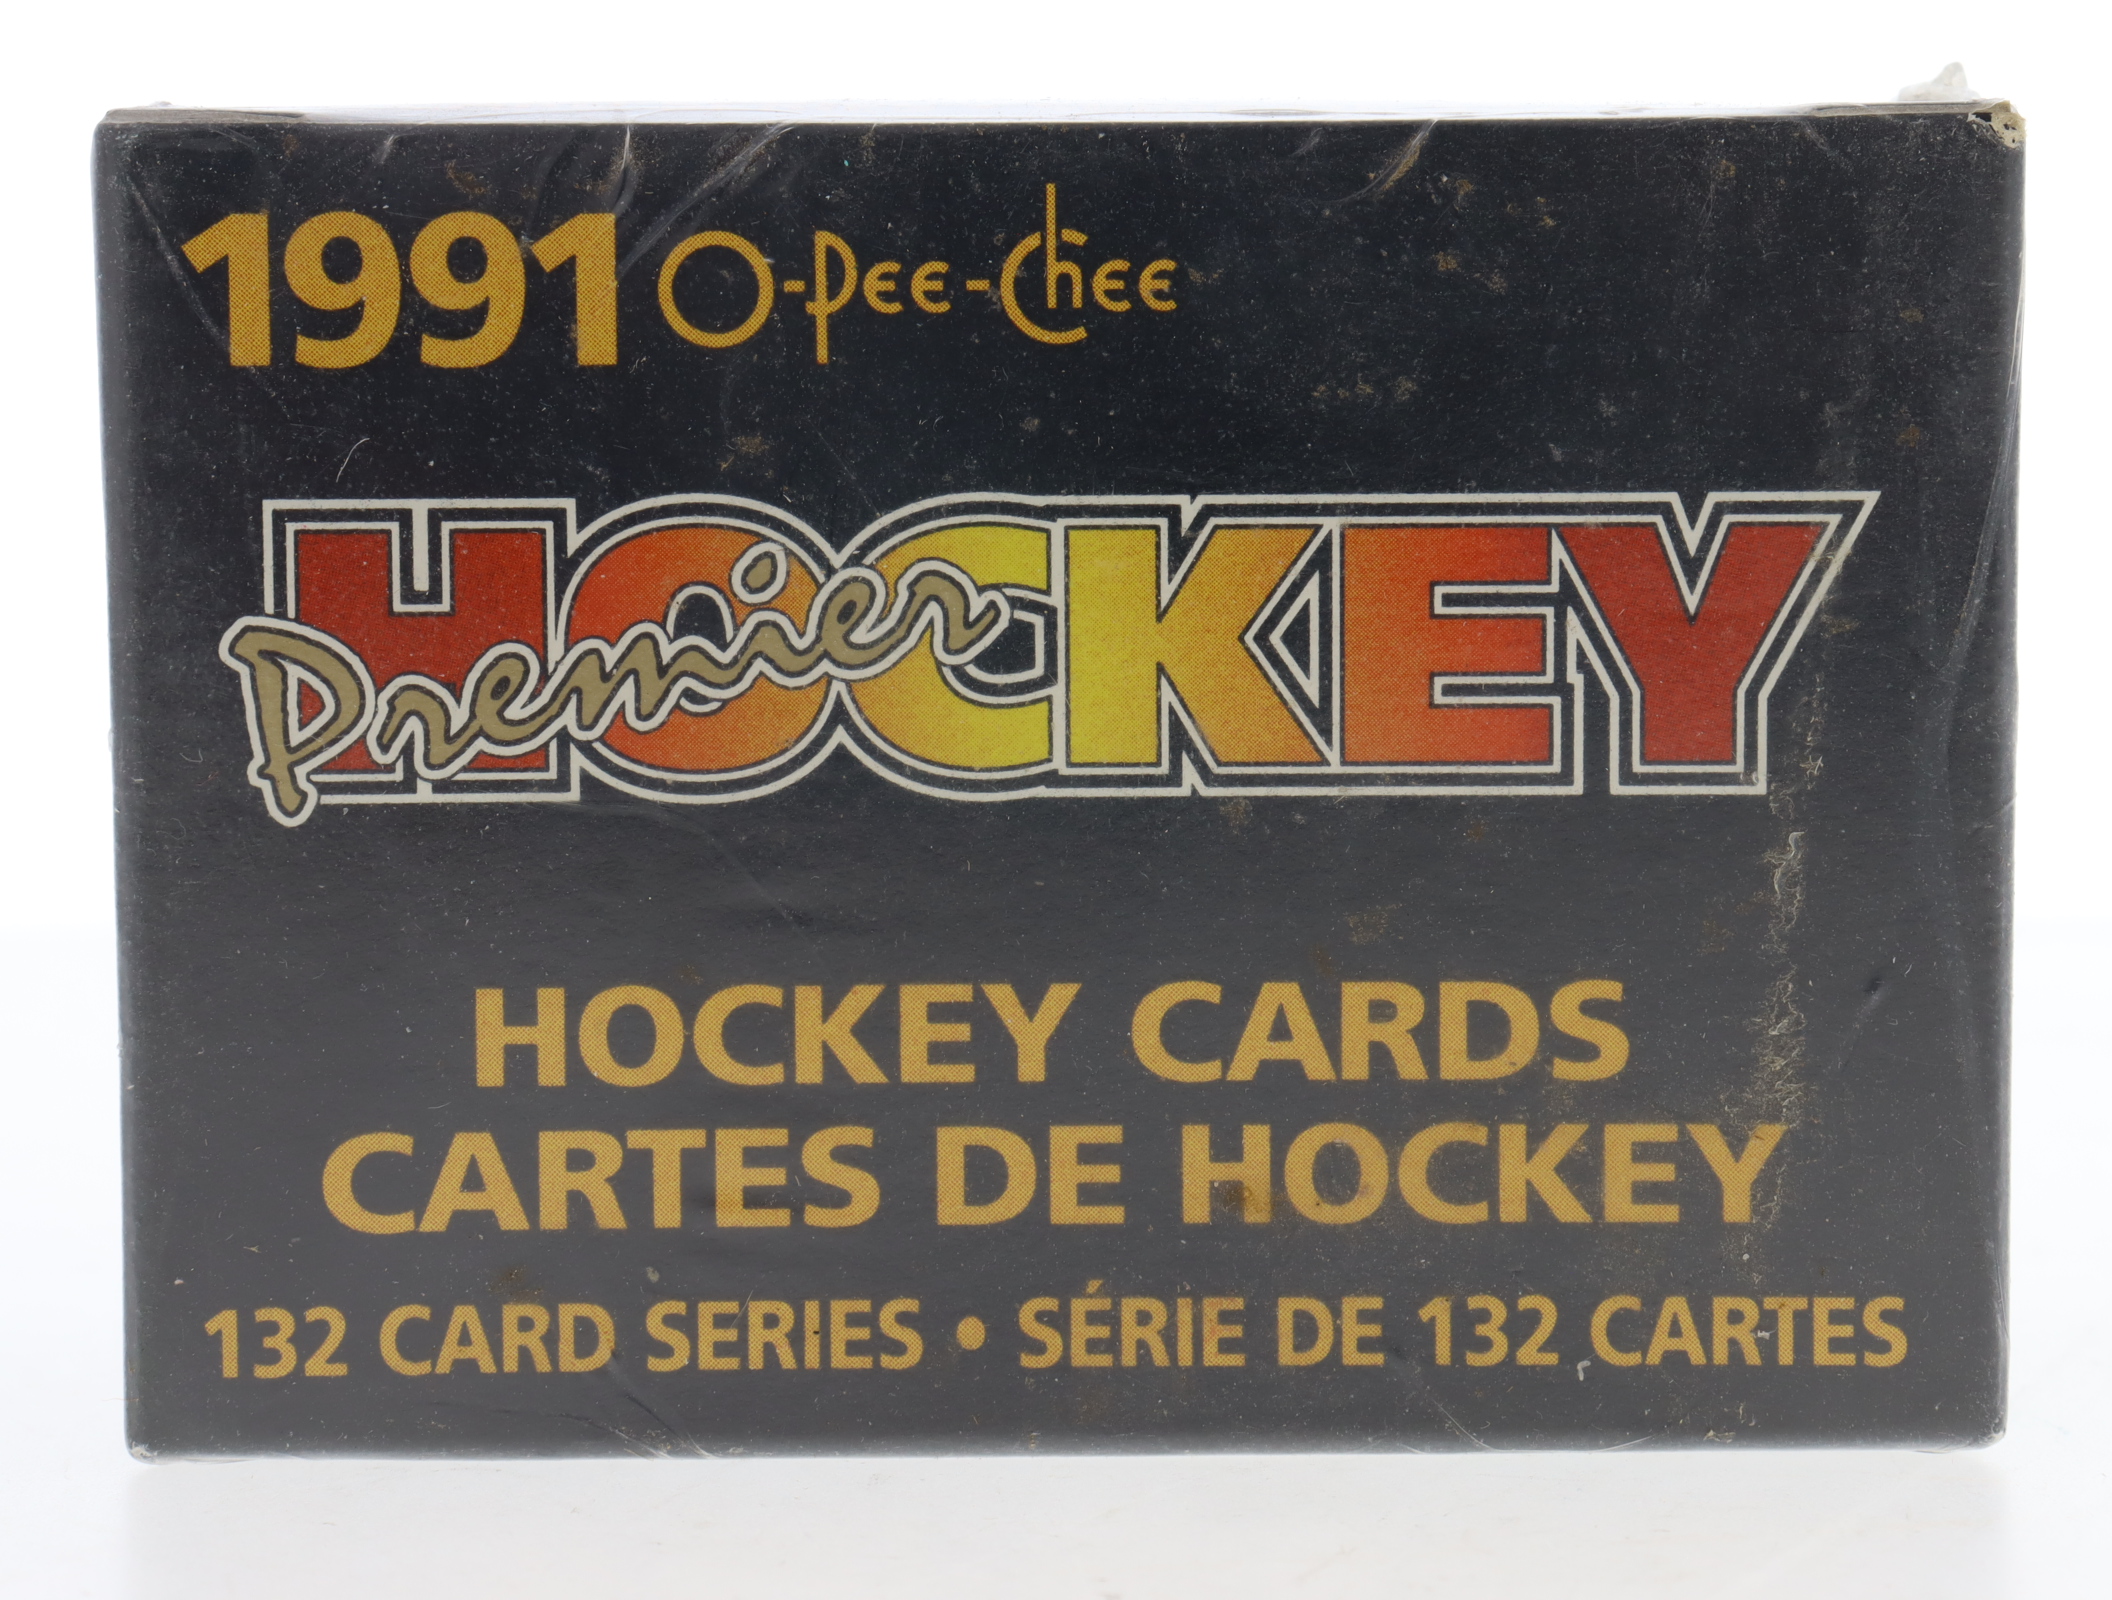 1991 O-Pee-Chee
Premier HOCKEY
HOCKEY CARDS
CARTES DE HOCKEY
132 CARD SERIES • SÉRIE DE 132 CARTES